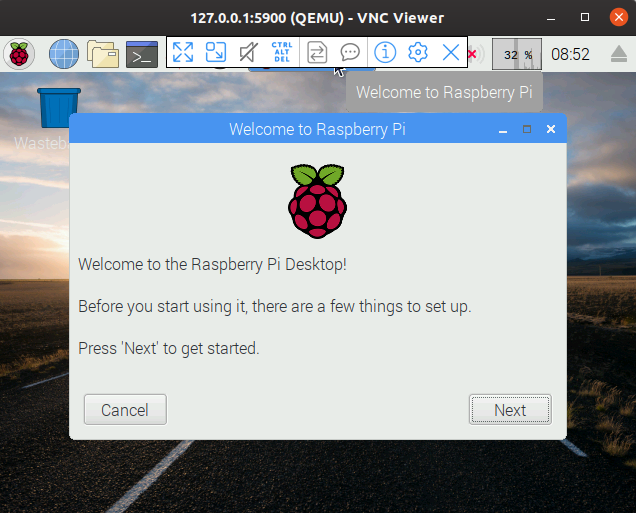 127.0.0.1:5900 (QEMU) - VNC Viewer
CTRL
ALT
DEL
32 %
08:52
Welcome to Raspberry Pi
Welcome to Raspberry Pi
Welcome to the Raspberry Pi Desktop!
Before you start using it, there are a few things to set up.
Press 'Next' to get started.
Cancel
Next